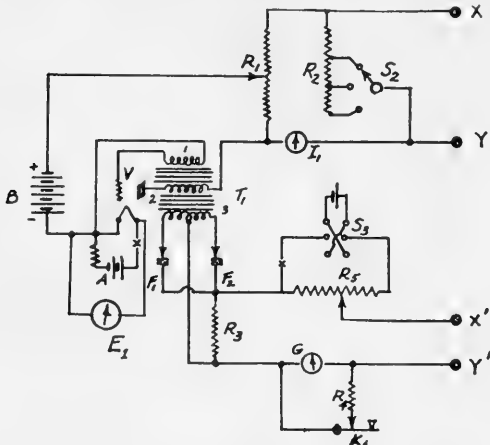 X
R1
R2
S2
+
I1
Y
B
V
1
2
T1
3
-
S3
A
F1
F2
R5
E1
R3
X'
G
Y'
R4
K1